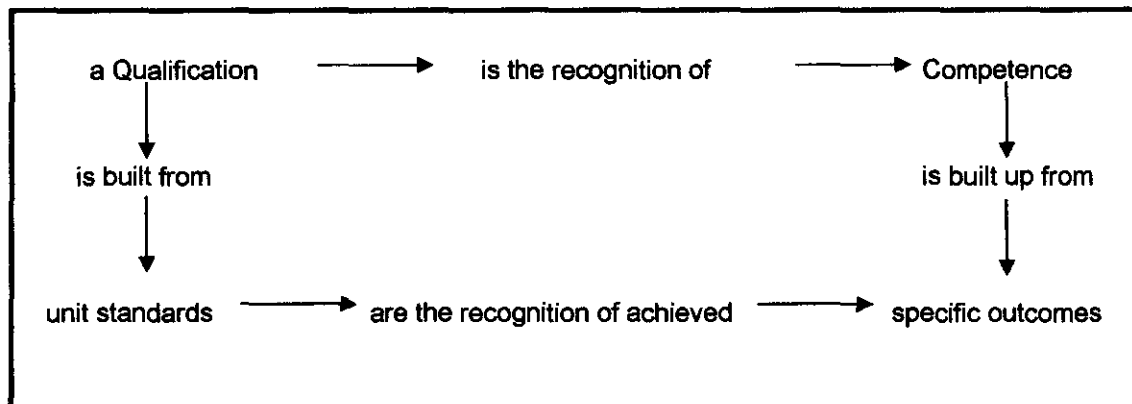 a Qualification is the recognition of Competence
is built from is built up from
unit standards are the recognition of achieved specific outcomes